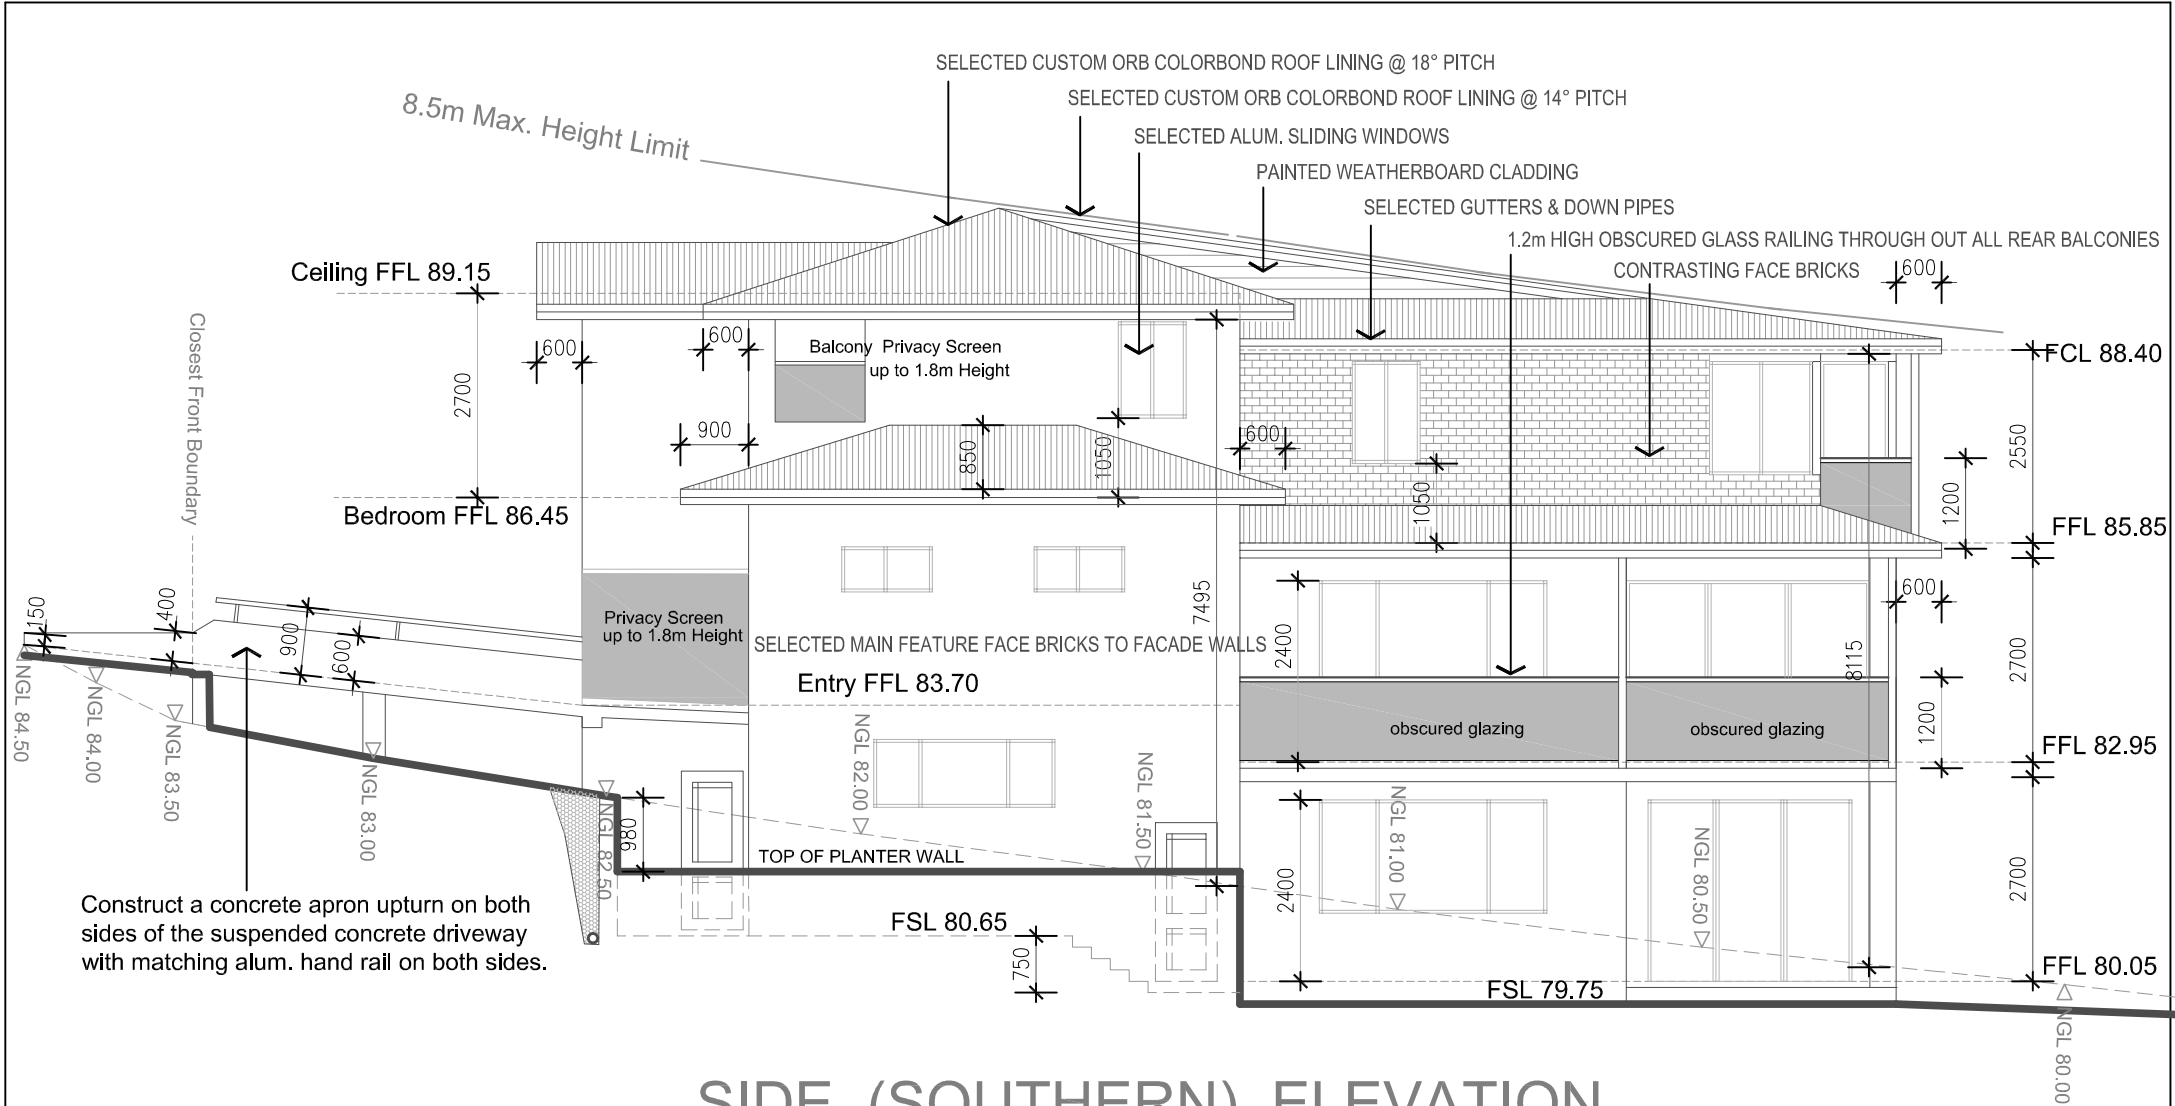 SELECTED CUSTOM ORB COLORBOND ROOF LINING @ 18° PITCH
8.5m Max. Height Limit
SELECTED CUSTOM ORB COLORBOND ROOF LINING @ 14° PITCH
SELECTED ALUM. SLIDING WINDOWS
PAINTED WEATHERBOARD CLADDING
SELECTED GUTTERS & DOWN PIPES
1.2m HIGH OBSCURED GLASS RAILING THROUGH OUT ALL REAR BALCONIES
CONTRASTING FACE BRICKS
600
Ceiling FFL 89.15
Closest Front Boundary
600
600
Balcony Privacy Screen
up to 1.8m Height
FCL 88.40
2700
900
850
1050
600
1050
2550
1200
Bedroom FFL 86.45
FFL 85.85
150
400
900
600
Privacy Screen
up to 1.8m Height
SELECTED MAIN FEATURE FACE BRICKS TO FACADE WALLS
7495
2400
8115
600
2700
Entry FFL 83.70
obscured glazing
obscured glazing
1200
FFL 82.95
NGL 84.50
NGL 84.00
NGL 83.50
NGL 83.00
NGL 82.50
980
NGL 82.00
NGL 81.50
NGL 81.00
NGL 80.50
TOP OF PLANTER WALL
2400
2700
Construct a concrete apron upturn on both
sides of the suspended concrete driveway
with matching alum. hand rail on both sides.
FSL 80.65
750
FSL 79.75
FFL 80.05
NGL 80.00
SIDE (SOUTHERN) ELEVATION